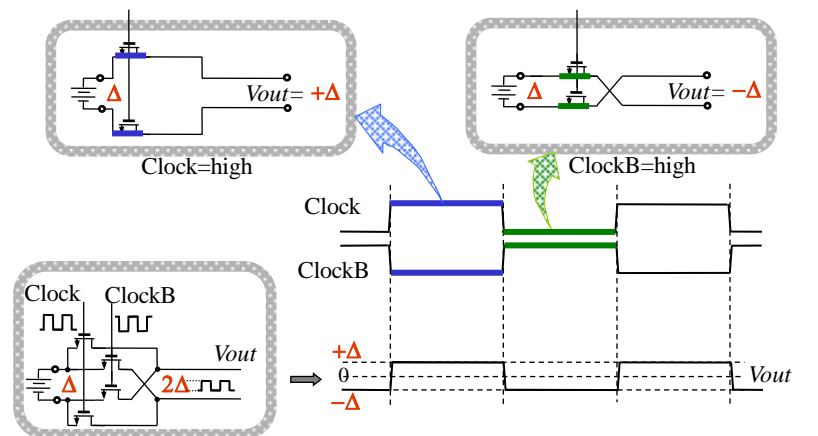 Δ
Vout= +Δ
Clock=high
Δ
Vout= −Δ
ClockB=high
Clock
ClockB
Clock
ClockB
Vout
Δ
2Δ
+Δ
0
−Δ
Vout